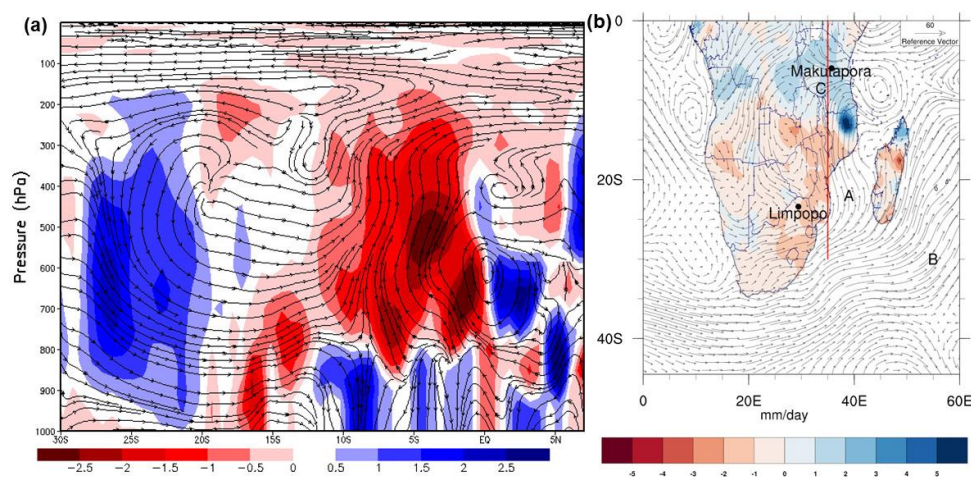 (a)
100
200
300
400
500
600
700
800
900
1000
Pressure (hPa)
30S 25S 20S 15S 10S 5S EQ 5N
−2.5 −2 −1.5 −1 −0.5 0 0.5 1 1.5 2 2.5
(b)
0
20S
40S
60
Reference Vector
Makutapora
C
A
Limpopo
B
0 20E 40E 60E
mm/day
-5 -4 -3 -2 -1 0 1 2 3 4 5